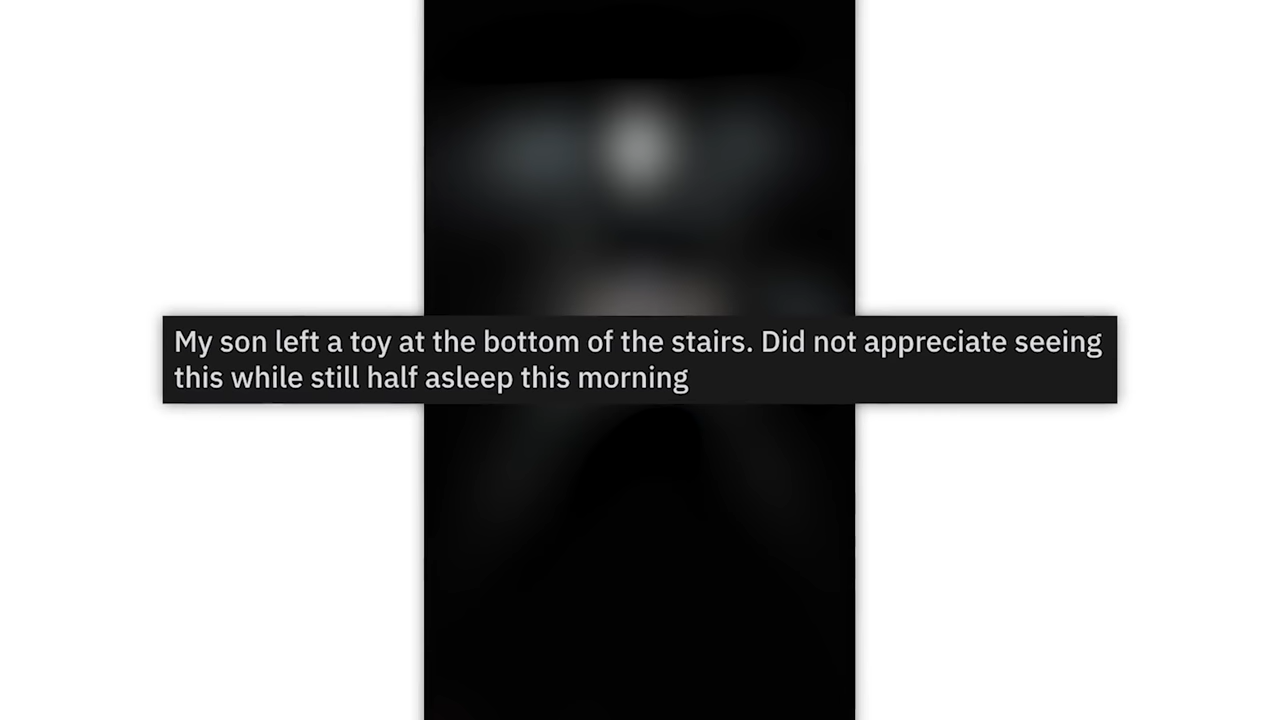 My son left a toy at the bottom of the stairs. Did not appreciate seeing
this while still half asleep this morning